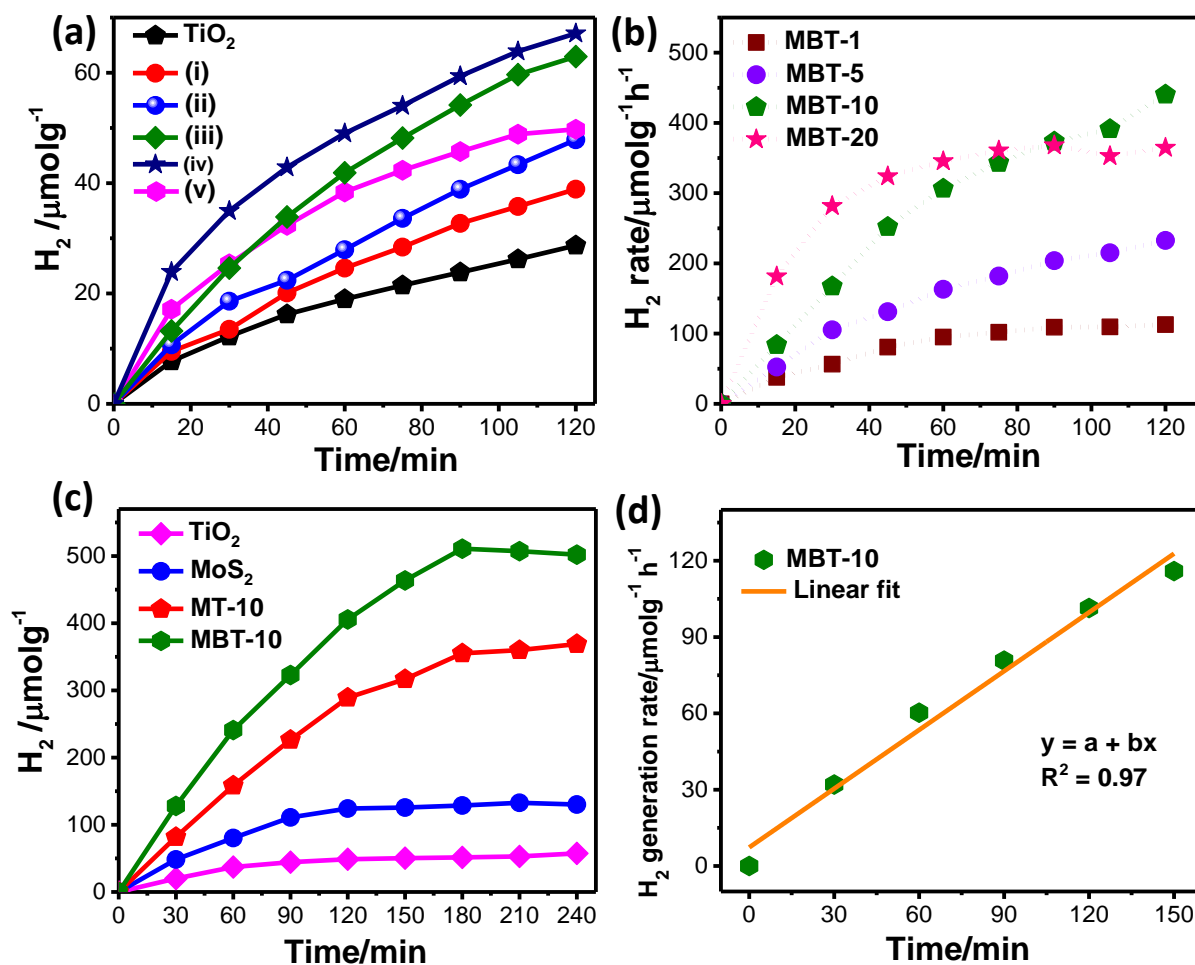 (a)
TiO₂
(i)
(ii)
(iii)
(iv)
(v)
H₂ /μmolg⁻¹
60
40
20
0
0 20 40 60 80 100 120
Time/min
(b)
MBT-1
MBT-5
MBT-10
MBT-20
H₂ rate/μmolg⁻¹h⁻¹
500
400
300
200
100
0
0 20 40 60 80 100 120
Time/min
(c)
TiO₂
MoS₂
MT-10
MBT-10
H₂ /μmolg⁻¹
500
400
300
200
100
0
0 30 60 90 120 150 180 210 240
Time/min
(d)
MBT-10
Linear fit
H₂ generation rate/μmolg⁻¹ h⁻¹
120
90
60
30
0
y = a + bx
R² = 0.97
0 30 60 90 120 150
Time/min